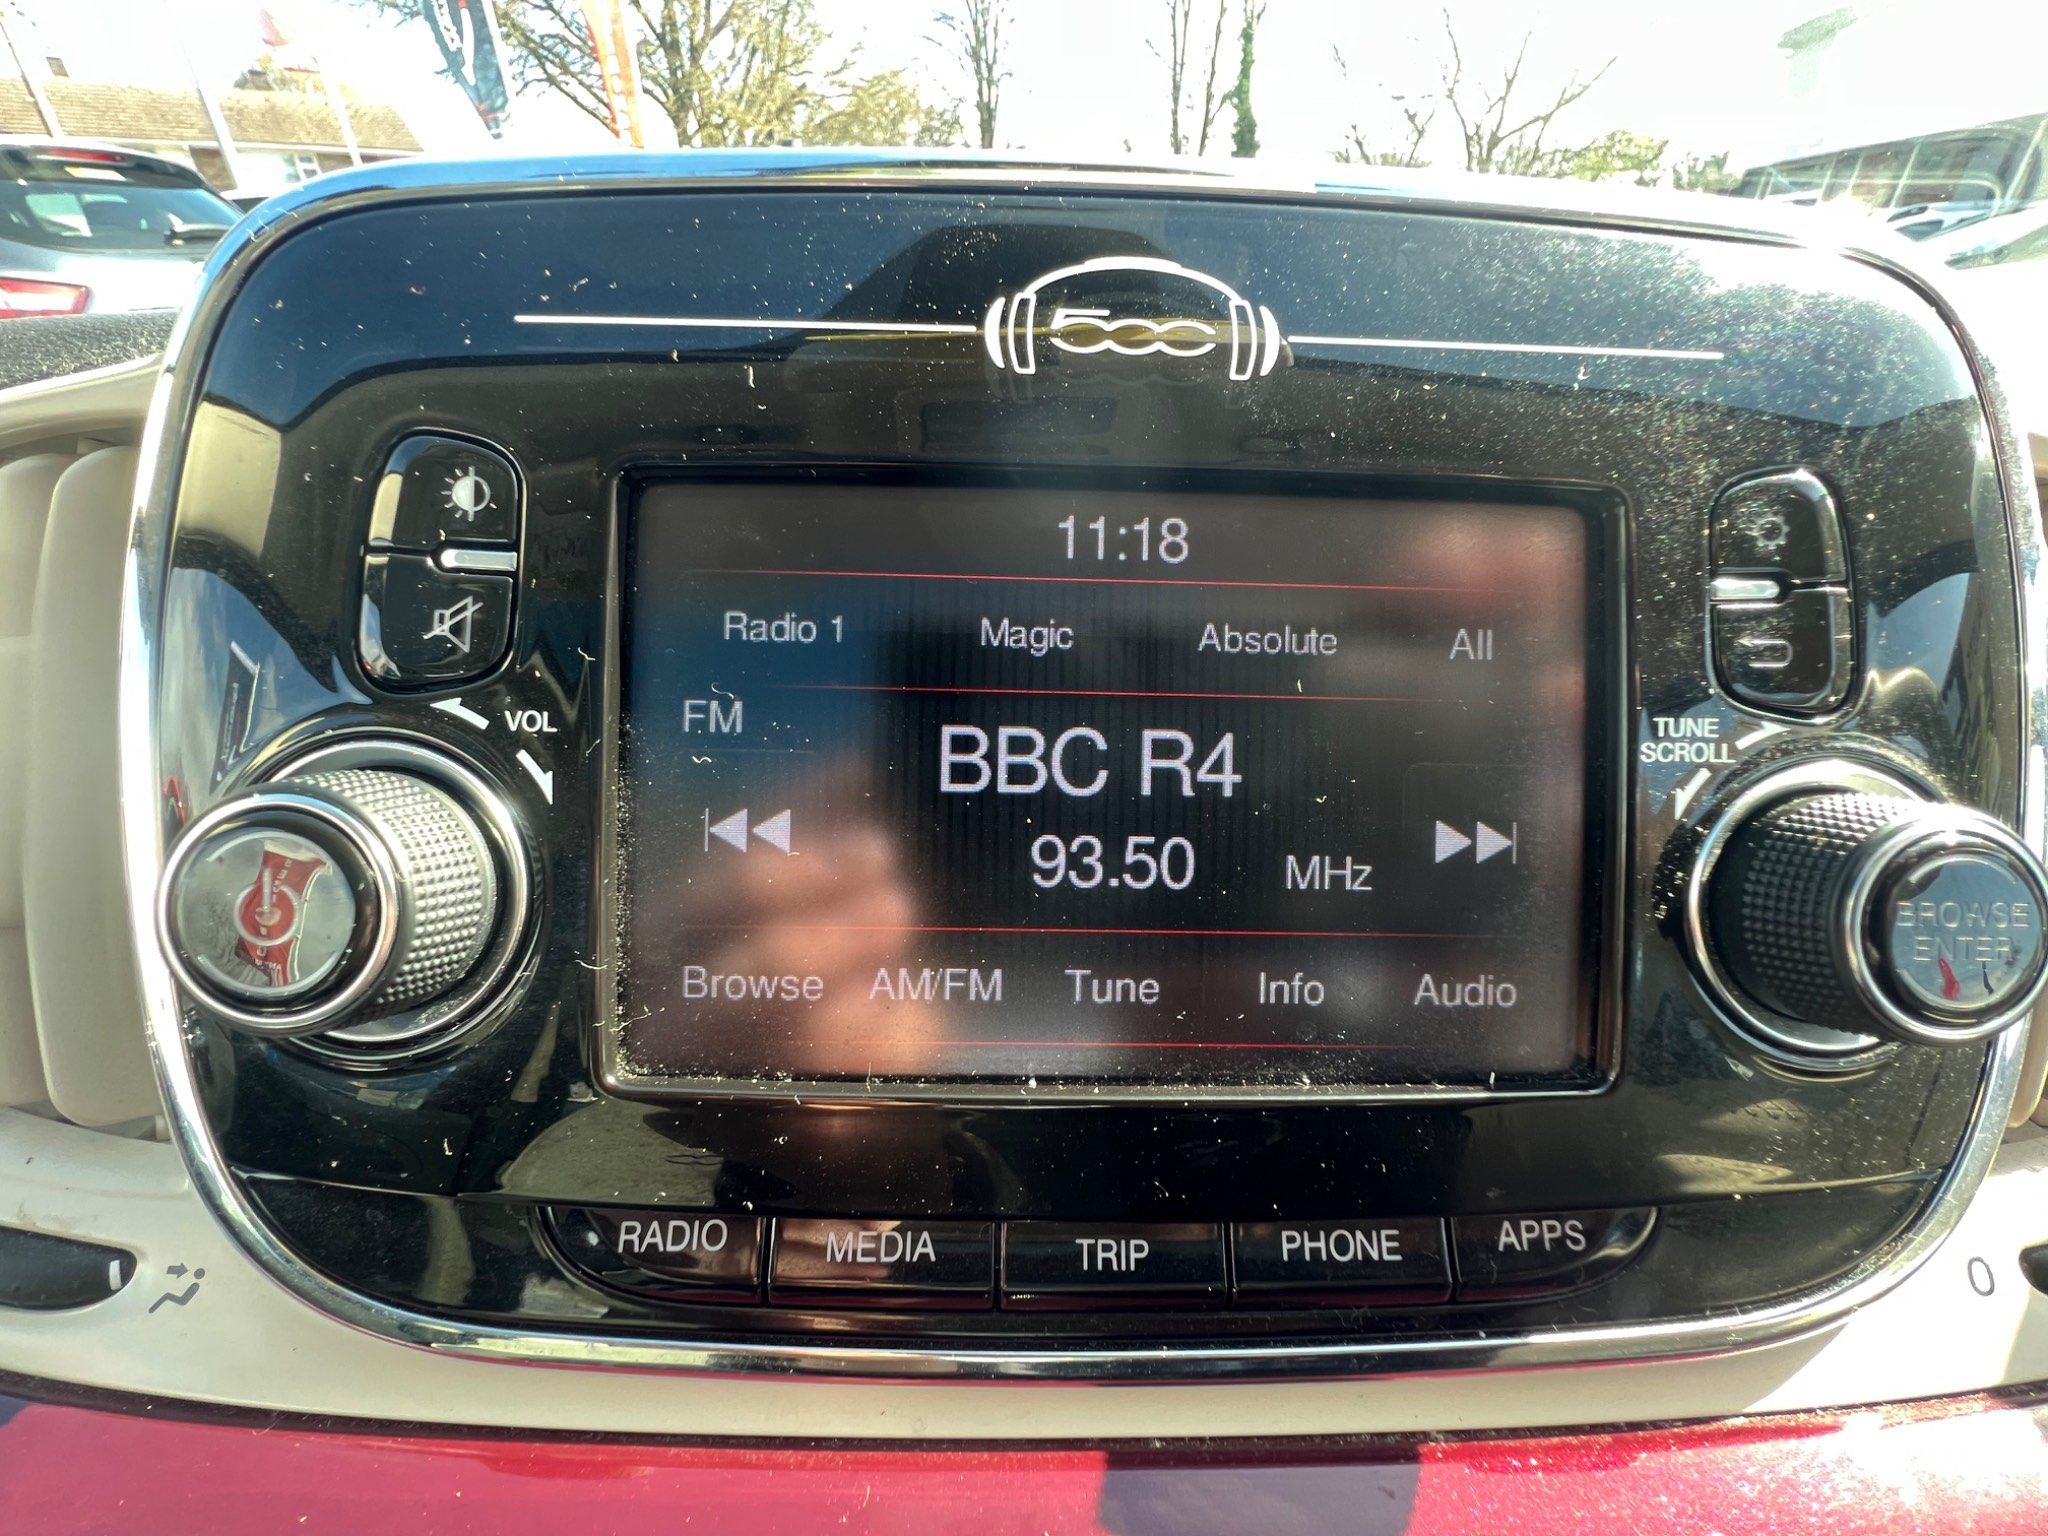 500
11:18
Radio 1 Magic Absolute All
VOL
FM
BBC R4
TUNE
SCROLL
93.50 MHz
BROWSE
ENTER
Browse AM/FM Tune Info Audio
RADIO MEDIA TRIP PHONE APPS
0